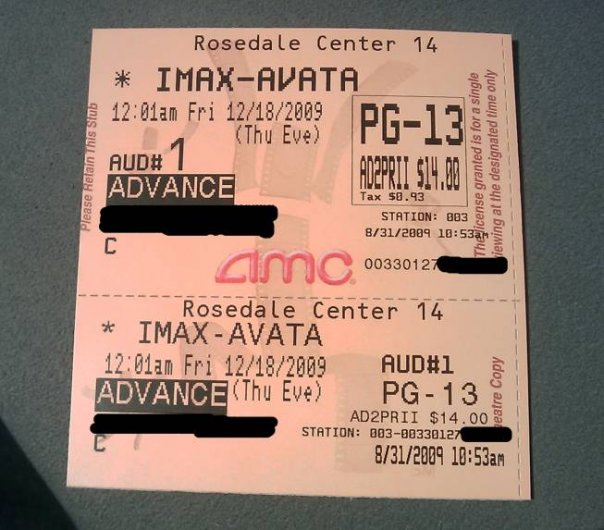 Rosedale Center 14
* IMAX-AVATA
12:01am Fri 12/18/2009
(Thu Eve)
PG-13
AUD# 1
AD2PRII $14.00
Tax $0.93
ADVANCE
STATION: 003
8/31/2009 10:53am
C
amc
00330127
Please Retain This Stub
The license granted is for a single
viewing at the designated time only
Rosedale Center 14
* IMAX-AVATA
12:01am Fri 12/18/2009
AUD#1
ADVANCE (Thu Eve)
PG-13
AD2PRII $14.00
STATION: 003-00330127
C
8/31/2009 10:53am
eatre Copy